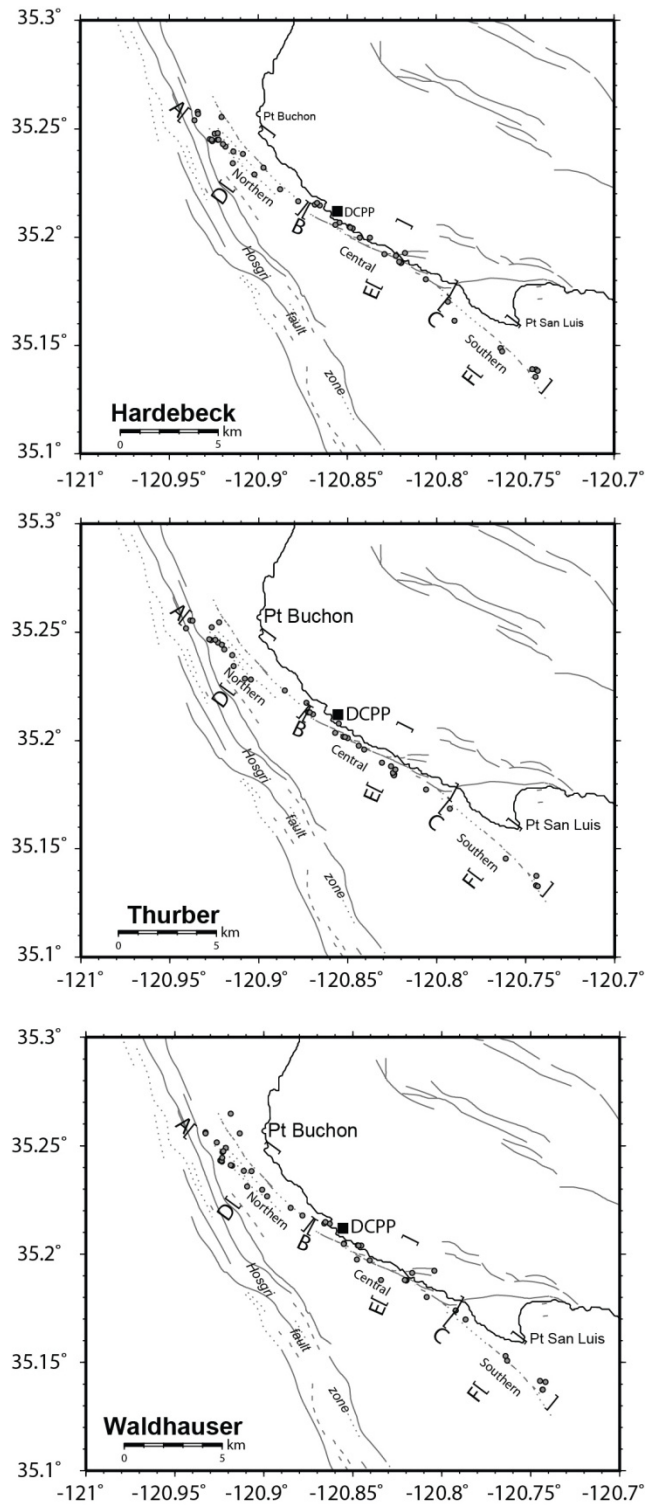 35.3°
A[
Pt Buchon
]
35.25°
Northern
D[
]
DCPP
B
35.2°
Central
]
Hosgri
E[
C
]
Pt San Luis
fault
35.15°
Southern
F[
]
zone
Hardebeck
0 5 km
35.1°
-121° -120.95° -120.9° -120.85° -120.8° -120.75° -120.7°
35.3°
A[
Pt Buchon
]
35.25°
Northern
D[
]
DCPP
B
35.2°
Central
]
Hosgri
E[
C
]
Pt San Luis
fault
35.15°
Southern
F[
]
zone
Thurber
0 5 km
35.1°
-121° -120.95° -120.9° -120.85° -120.8° -120.75° -120.7°
35.3°
A[
Pt Buchon
]
35.25°
Northern
D[
]
DCPP
B
35.2°
Central
]
Hosgri
E[
C
]
Pt San Luis
fault
35.15°
Southern
F[
]
zone
Waldhauser
0 5 km
35.1°
-121° -120.95° -120.9° -120.85° -120.8° -120.75° -120.7°